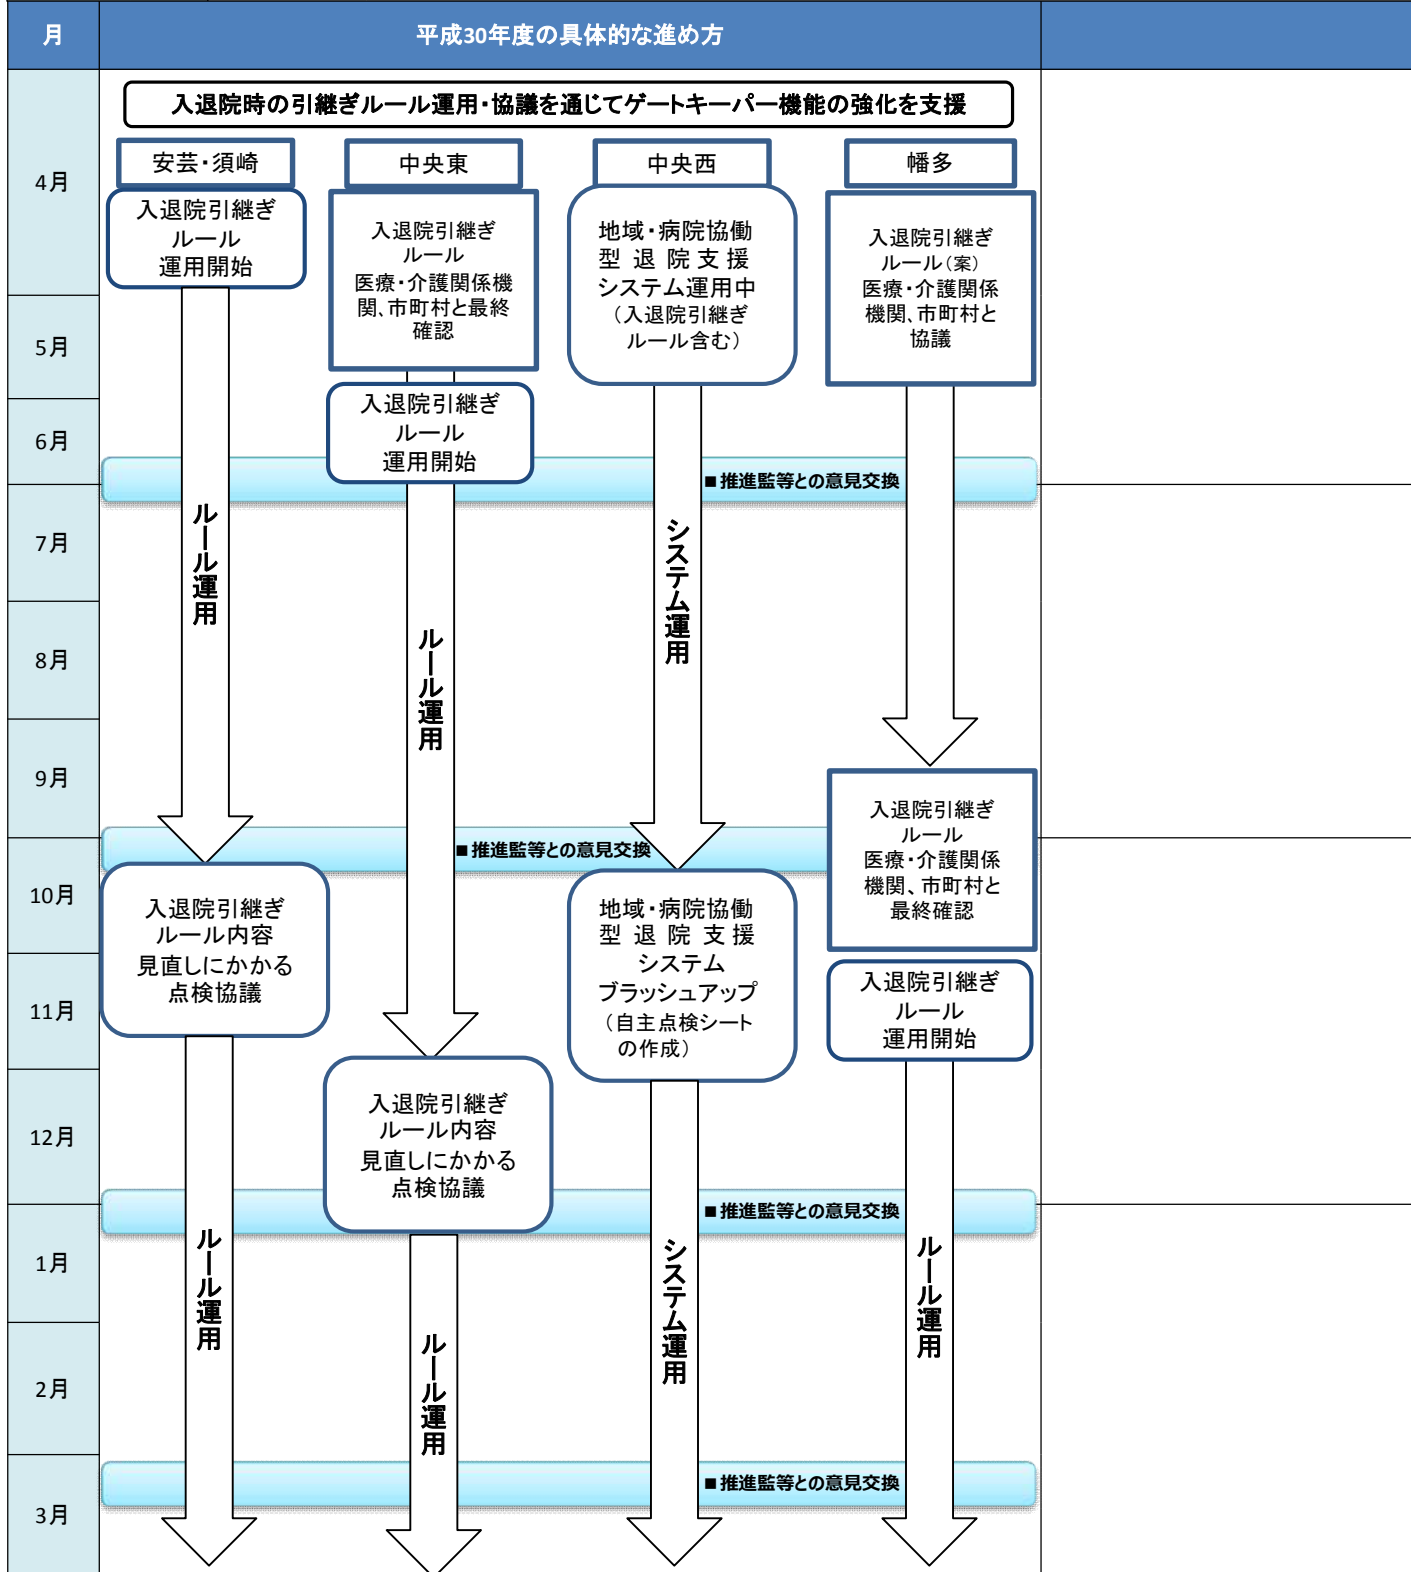 月
平成30年度の具体的な進め方
入退院時の引継ぎルール運用・協議を通じてゲートキーパー機能の強化を支援
4月
安芸・須崎
入退院引継ぎ
ルール
運用開始
中央東
入退院引継ぎ
ルール
医療・介護関係機
関、市町村と最終
確認
中央西
地域・病院協働
型 退 院 支 援
システム運用中
（入退院引継ぎ
ルール含む）
幡多
入退院引継ぎ
ルール（案）
医療・介護関係
機関、市町村と
協議
5月
入退院引継ぎ
ルール
運用開始
6月
■推進監等との意見交換
7月
ルール運用
システム運用
8月
ルール運用
9月
入退院引継ぎ
ルール
医療・介護関係
機関、市町村と
最終確認
■推進監等との意見交換
10月
入退院引継ぎ
ルール内容
見直しにかかる
点検協議
地域・病院協働
型 退 院 支 援
システム
ブラッシュアップ
（自主点検シート
の作成）
11月
入退院引継ぎ
ルール
運用開始
12月
入退院引継ぎ
ルール内容
見直しにかかる
点検協議
■推進監等との意見交換
1月
ルール運用
システム運用
ルール運用
2月
ルール運用
■推進監等との意見交換
3月